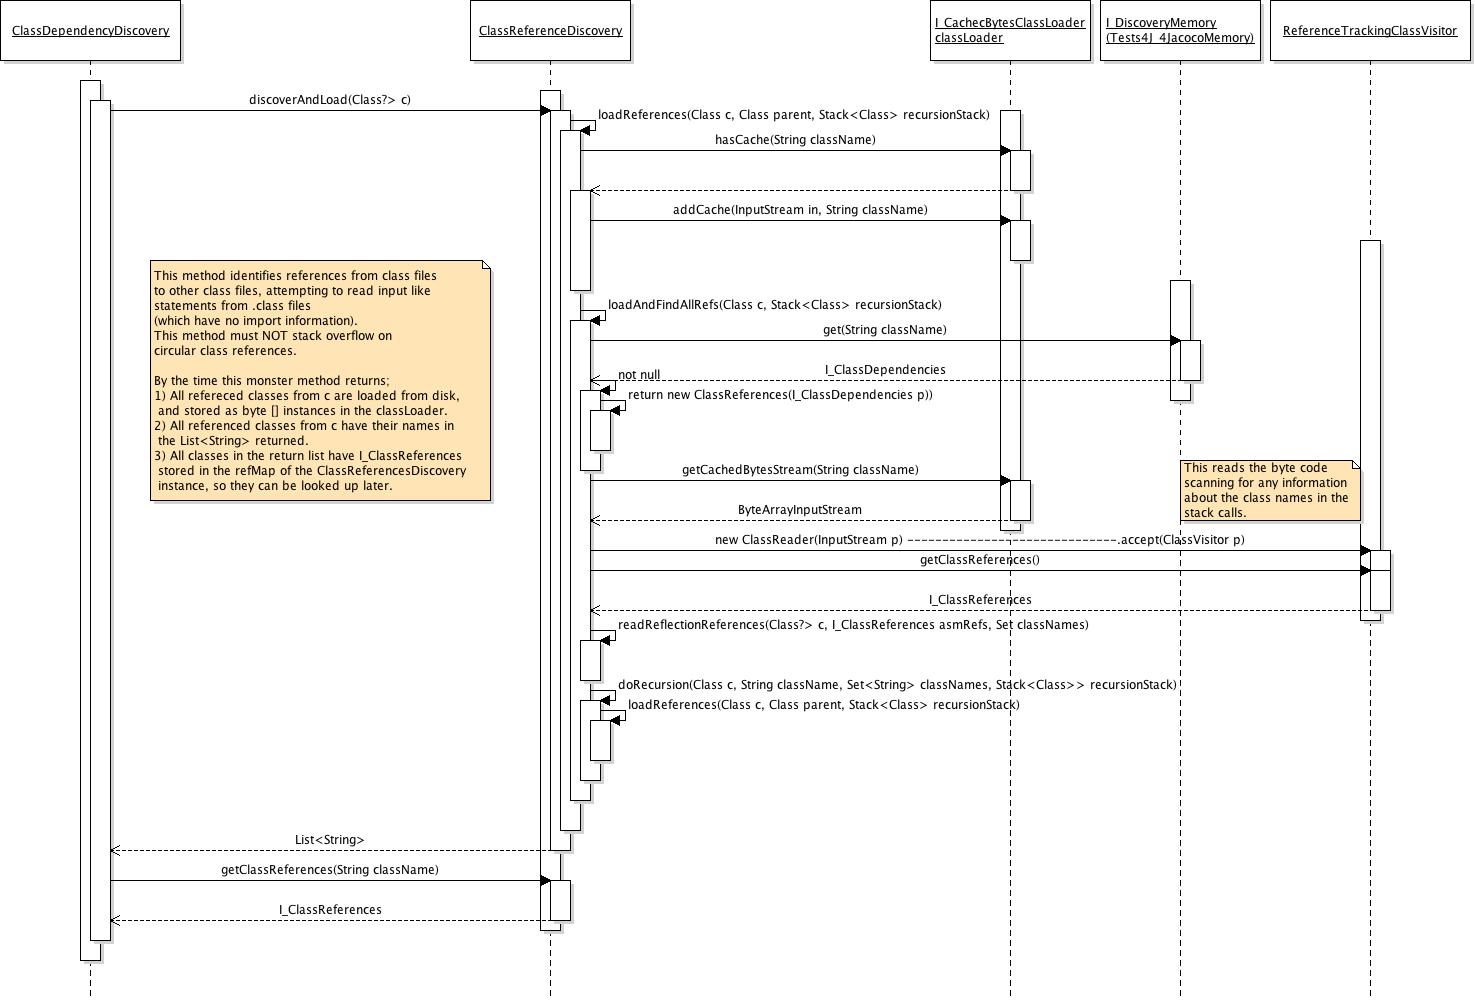 ClassDependencyDiscovery
ClassReferenceDiscovery
I_CachecBytesClassLoader
classLoader
I_DiscoveryMemory
(Tests4J_4JacocoMemory)
ReferenceTrackingClassVisitor
discoverAndLoad(Class?> c)
loadReferences(Class c, Class parent, Stack<Class> recursionStack)
hasCache(String className)
addCache(InputStream in, String className)
This method identifies references from class files
to other class files, attempting to read input like
statements from .class files
(which have no import information).
This method must NOT stack overflow on
circular class references.
By the time this monster method returns;
1) All refereced classes from c are loaded from disk,
and stored as byte [] instances in the classLoader.
2) All referenced classes from c have their names in
the List<String> returned.
3) All classes in the return list have I_ClassReferences
stored in the refMap of the ClassReferencesDiscovery
instance, so they can be looked up later.
loadAndFindAllRefs(Class c, Stack<Class> recursionStack)
get(String className)
I_ClassDependencies
not null
return new ClassReferences(I_ClassDependencies p))
getCachedBytesStream(String className)
This reads the byte code
scanning for any information
about the class names in the
stack calls.
ByteArrayInputStream
new ClassReader(InputStream p) ------------------------------.accept(ClassVisitor p)
getClassReferences()
I_ClassReferences
readReflectionReferences(Class?> c, I_ClassReferences asmRefs, Set classNames)
doRecursion(Class c, String className, Set<String> classNames, Stack<Class>> recursionStack)
loadReferences(Class c, Class parent, Stack<Class> recursionStack)
List<String>
getClassReferences(String className)
I_ClassReferences